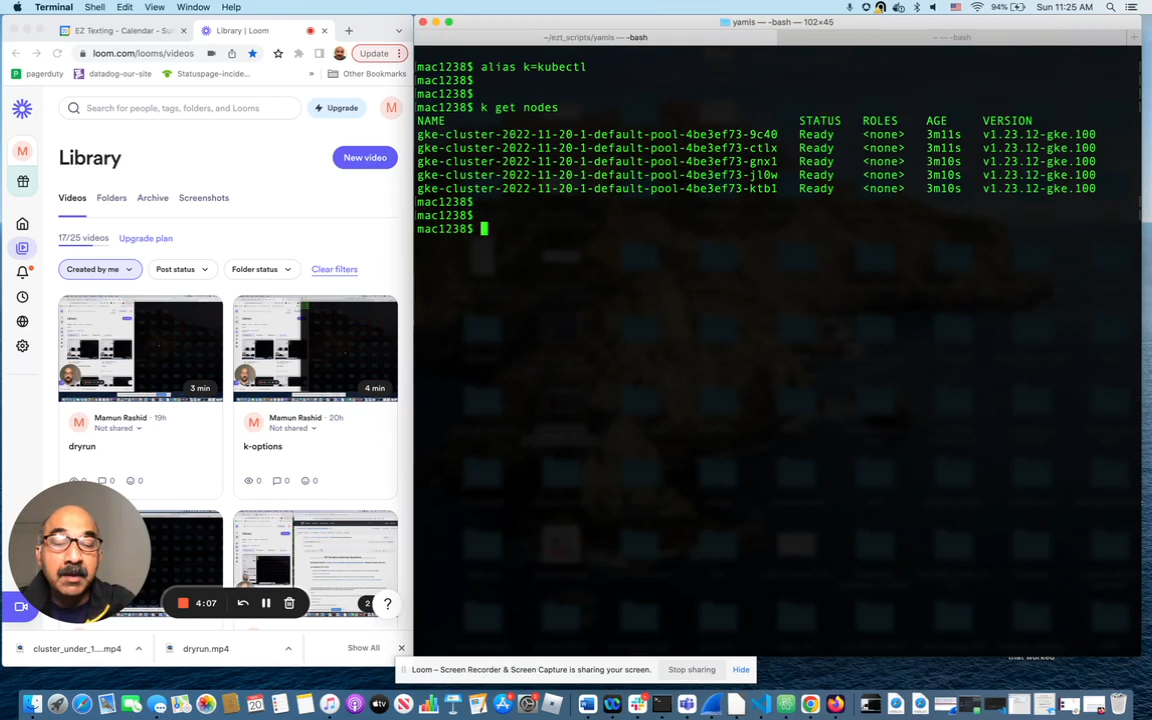 Terminal Shell Edit View Window Help
94% Sun 11:25 AM
EZ Texting - Calendar - Su
Library | Loom
loom.com/looms/videos
Update
pagerduty
datadog-our-site
Statuspage-incide...
Other Bookmarks
Search for people, tags, folders, and Looms
Upgrade
M
M
Library
New video
Videos Folders Archive Screenshots
17/25 videos Upgrade plan
Created by me
Post status
Folder status
Clear filters
3 min
4 min
M
Mamun Rashid · 19h
Not shared
dryrun
0 0 0
M
Mamun Rashid · 20h
Not shared
k-options
0 0 0
4:07
2
?
cluster_under_1....mp4
dryrun.mp4
Show All
yamls — -bash — 102×45
~/ezt_scripts/yamls — -bash
— -bash
mac1238$ alias k=kubectl
mac1238$
mac1238$
mac1238$ k get nodes
NAME STATUS ROLES AGE VERSION
gke-cluster-2022-11-20-1-default-pool-4be3ef73-9c40 Ready <none> 3m11s v1.23.12-gke.100
gke-cluster-2022-11-20-1-default-pool-4be3ef73-ctlx Ready <none> 3m11s v1.23.12-gke.100
gke-cluster-2022-11-20-1-default-pool-4be3ef73-gnx1 Ready <none> 3m10s v1.23.12-gke.100
gke-cluster-2022-11-20-1-default-pool-4be3ef73-jl0w Ready <none> 3m10s v1.23.12-gke.100
gke-cluster-2022-11-20-1-default-pool-4be3ef73-ktb1 Ready <none> 3m10s v1.23.12-gke.100
mac1238$
mac1238$
mac1238$
that worked
Loom – Screen Recorder & Screen Capture is sharing your screen.
Stop sharing
Hide